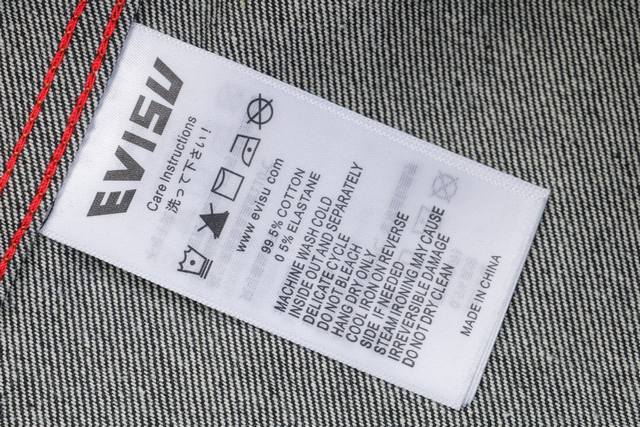 EVISU
Care Instructions
洗って下さい!
www evisu com
99 5% COTTON
0 5% ELASTANE
MACHINE WASH COLD
INSIDE OUT AND SEPARATELY
DELICATE CYCLE
DO NOT BLEACH
HANG DRY ONLY
COOL IRON ON REVERSE
SIDE IF NEEDED
STEAM IRONING MAY CAUSE
IRREVERSIBLE DAMAGE
DO NOT DRY CLEAN
MADE IN CHINA